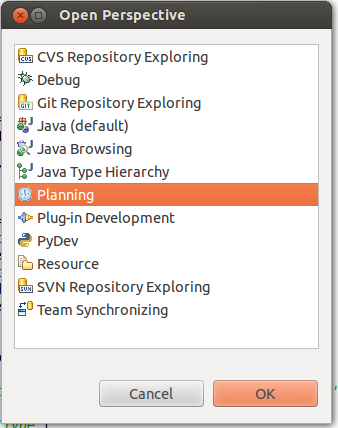 Open Perspective
CVS Repository Exploring
Debug
Git Repository Exploring
Java (default)
Java Browsing
Java Type Hierarchy
Planning
Plug-in Development
PyDev
Resource
SVN Repository Exploring
Team Synchronizing
Cancel
OK